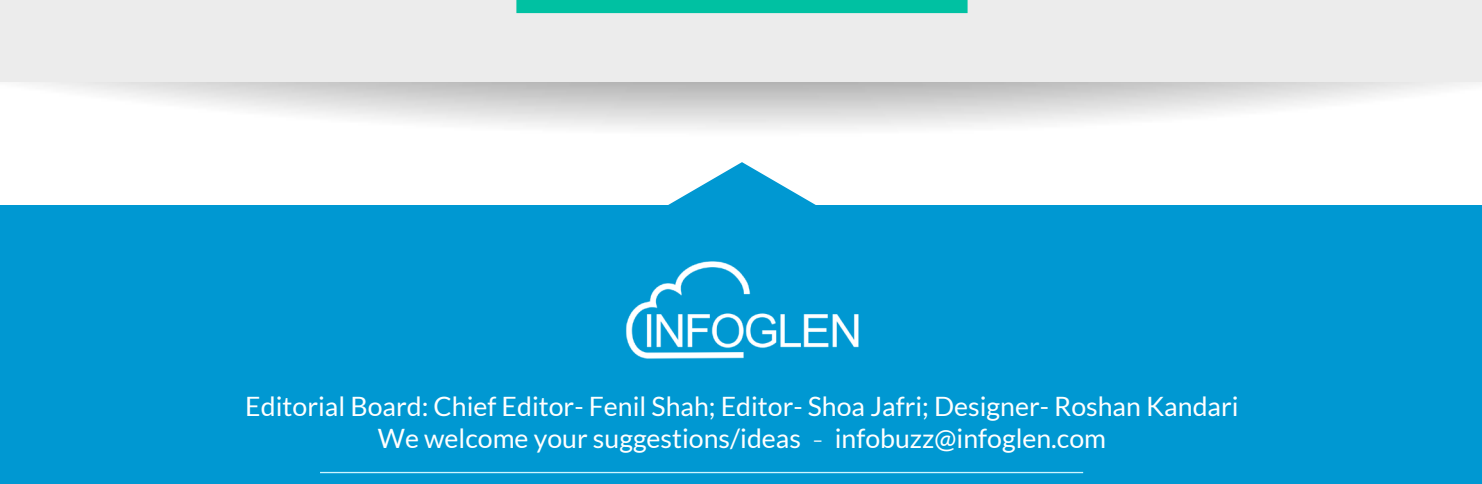 INFOGLEN
Editorial Board: Chief Editor- Fenil Shah; Editor- Shoa Jafri; Designer- Roshan Kandari
We welcome your suggestions/ideas - infobuzz@infoglen.com